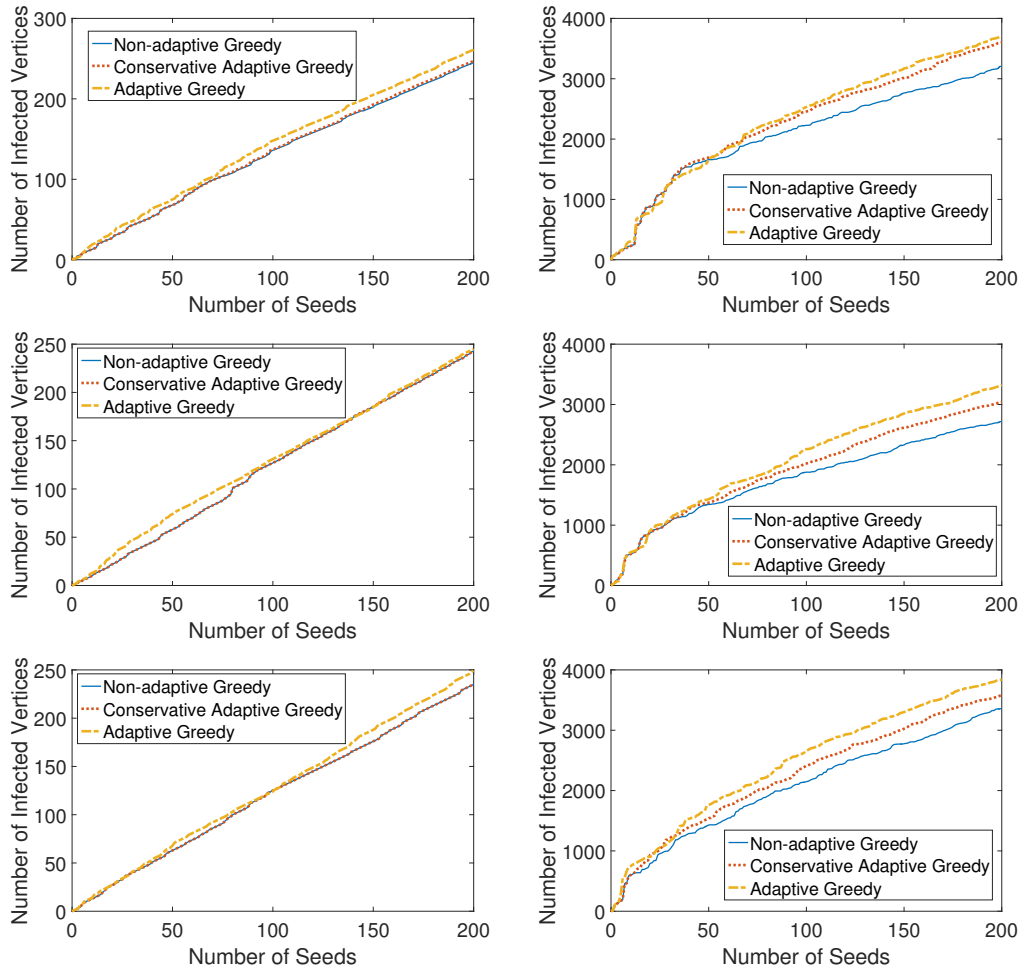 300
200
100
0
Number of Infected Vertices
Non-adaptive Greedy
Conservative Adaptive Greedy
Adaptive Greedy
0 50 100 150 200
Number of Seeds
4000
3000
2000
1000
0
Number of Infected Vertices
Non-adaptive Greedy
Conservative Adaptive Greedy
Adaptive Greedy
0 50 100 150 200
Number of Seeds
250
200
150
100
50
0
Number of Infected Vertices
Non-adaptive Greedy
Conservative Adaptive Greedy
Adaptive Greedy
0 50 100 150 200
Number of Seeds
4000
3000
2000
1000
0
Number of Infected Vertices
Non-adaptive Greedy
Conservative Adaptive Greedy
Adaptive Greedy
0 50 100 150 200
Number of Seeds
250
200
150
100
50
0
Number of Infected Vertices
Non-adaptive Greedy
Conservative Adaptive Greedy
Adaptive Greedy
0 50 100 150 200
Number of Seeds
4000
3000
2000
1000
0
Number of Infected Vertices
Non-adaptive Greedy
Conservative Adaptive Greedy
Adaptive Greedy
0 50 100 150 200
Number of Seeds